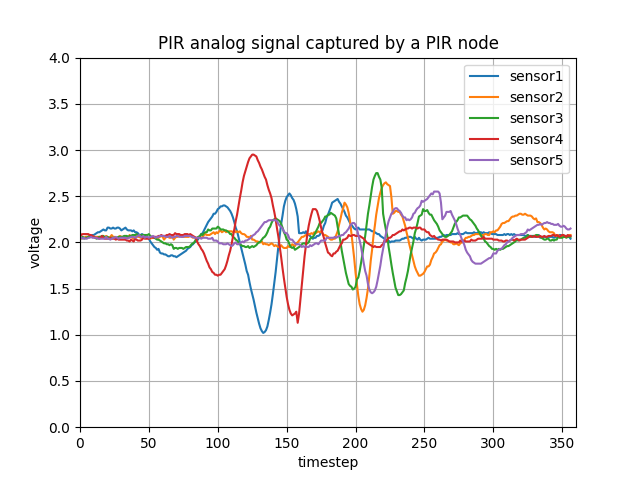 PIR analog signal captured by a PIR node
4.0
3.5
3.0
2.5
2.0
1.5
1.0
0.5
0.0
voltage
sensor1
sensor2
sensor3
sensor4
sensor5
0 50 100 150 200 250 300 350
timestep